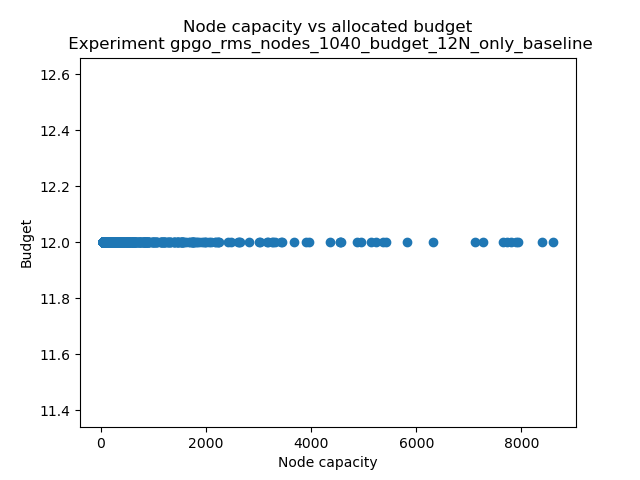 Node capacity vs allocated budget
Experiment gpgo_rms_nodes_1040_budget_12N_only_baseline
12.6
12.4
12.2
12.0
11.8
11.6
11.4
Budget
0 2000 4000 6000 8000
Node capacity